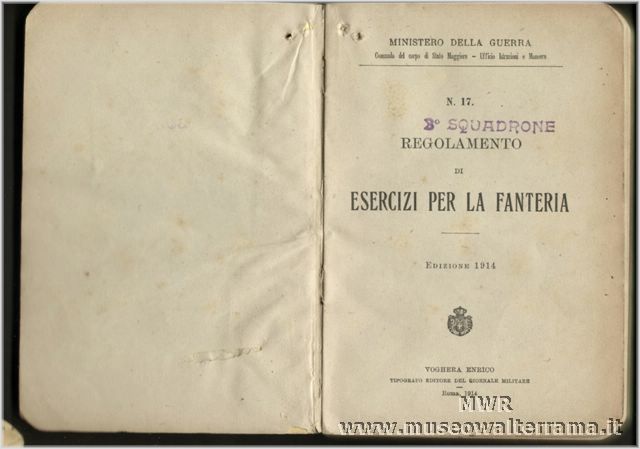 MINISTERO DELLA GUERRA
Comando del corpo di Stato Maggiore — Ufficio Istruzioni e Manovre
N. 17.
3° SQUADRONE
REGOLAMENTO
DI
ESERCIZI PER LA FANTERIA
EDIZIONE 1914
VOGHERA ENRICO
TIPOGRAFO EDITORE DEL GIORNALE MILITARE
Roma, 1914
MWR
www.museowalterrama.it